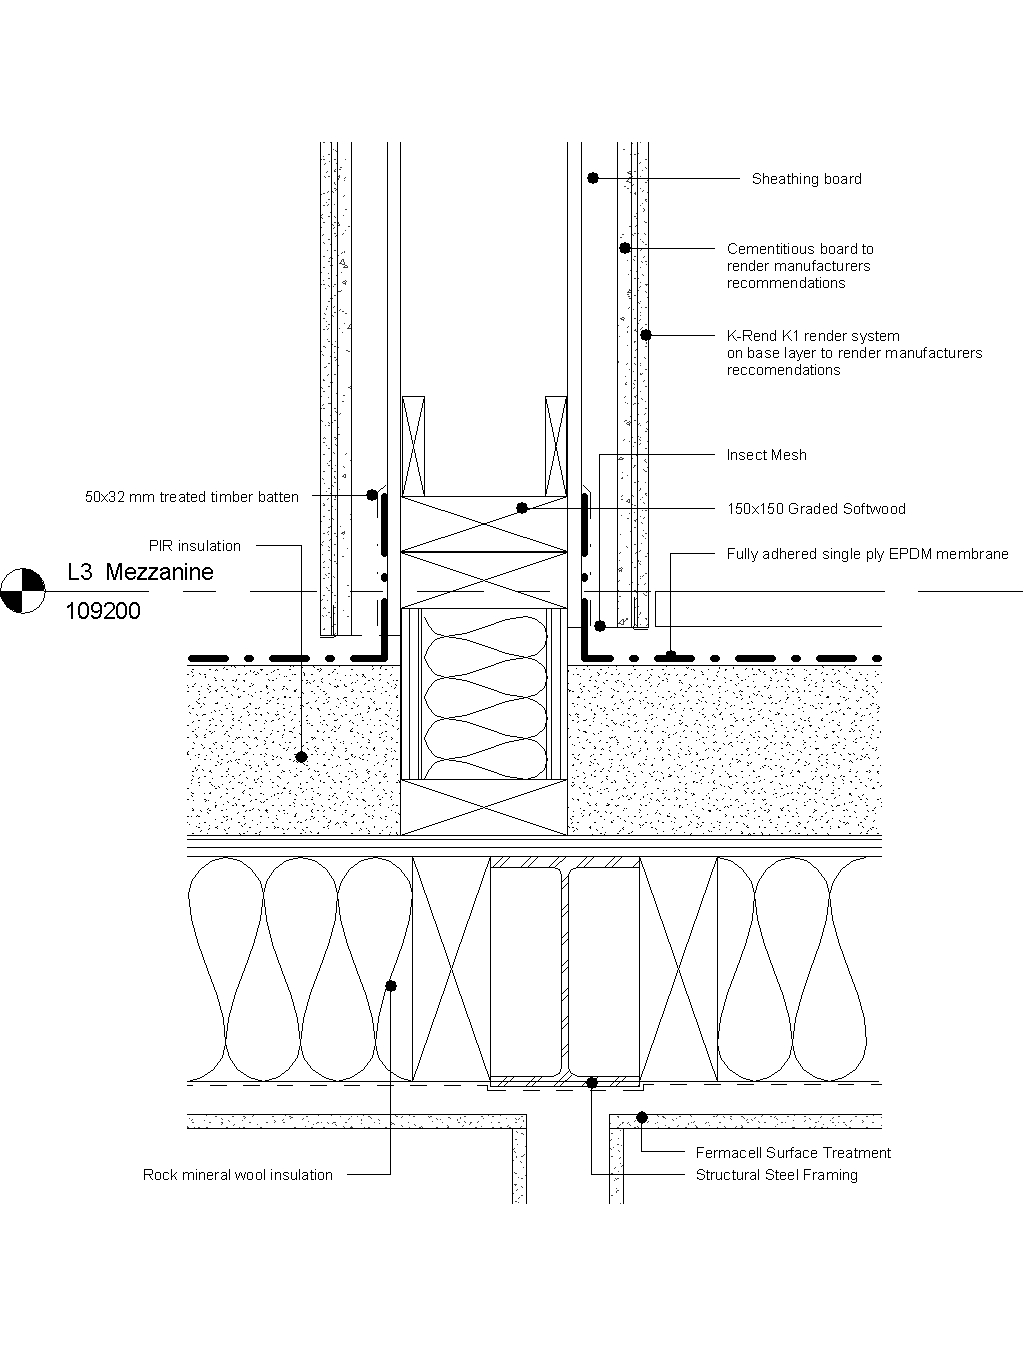 Sheathing board
Cementitious board to
render manufacturers
recommendations
K-Rend K1 render system
on base layer to render manufacturers
reccomendations
Insect Mesh
50x32 mm treated timber batten
150x150 Graded Softwood
PIR insulation
Fully adhered single ply EPDM membrane
L3 Mezzanine
109200
Fermacell Surface Treatment
Rock mineral wool insulation
Structural Steel Framing